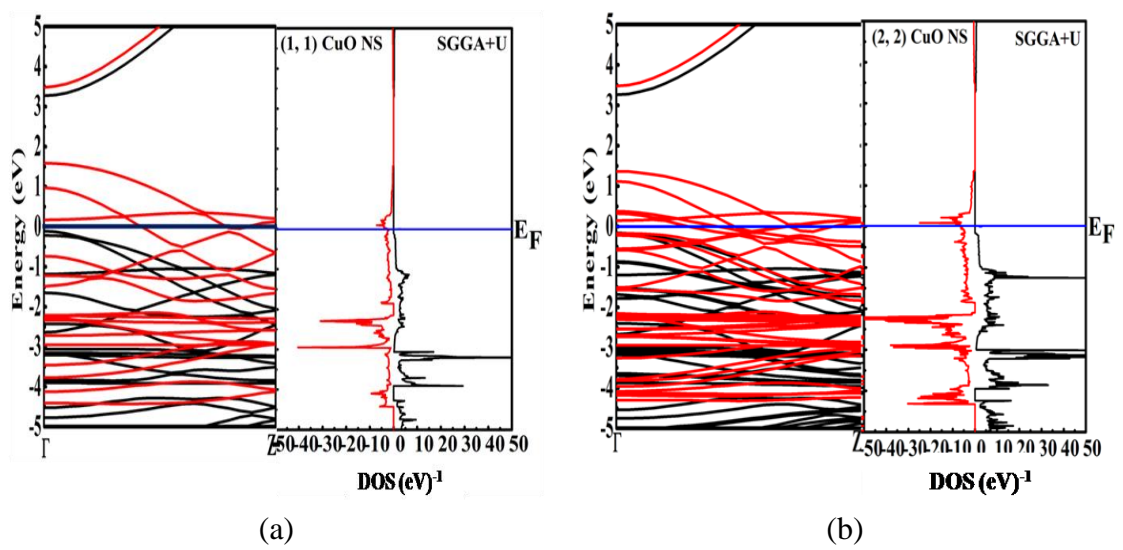 5
4
3
2
1
0
-1
-2
-3
-4
-5
Energy (eV)
Γ
Z
(1, 1) CuO NS
SGGA+U
E_F
-50-40-30-20-10 0 10 20 30 40 50
DOS (eV)-1
(a)
5
4
3
2
1
0
-1
-2
-3
-4
-5
Energy (eV)
Γ
Z
(2, 2) CuO NS
SGGA+U
E_F
-50-40-30-20-10 0 10 20 30 40 50
DOS (eV)-1
(b)